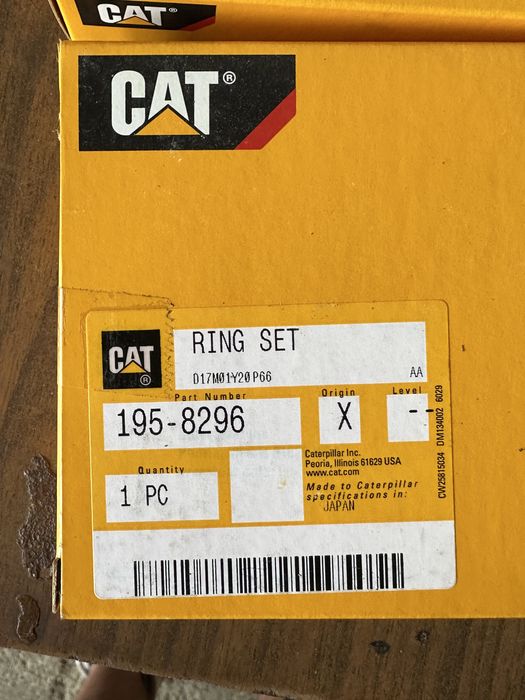 CAT®
CAT®
CAT®
RING SET
D17M01Y20P66 AA
Part Number Origin Level
195-8296 X --
Quantity
1 PC
Caterpillar Inc.
Peoria, Illinois 61629 USA
www.cat.com
Made to Caterpillar
specifications in:
JAPAN
CW25815034 DM134002 6029